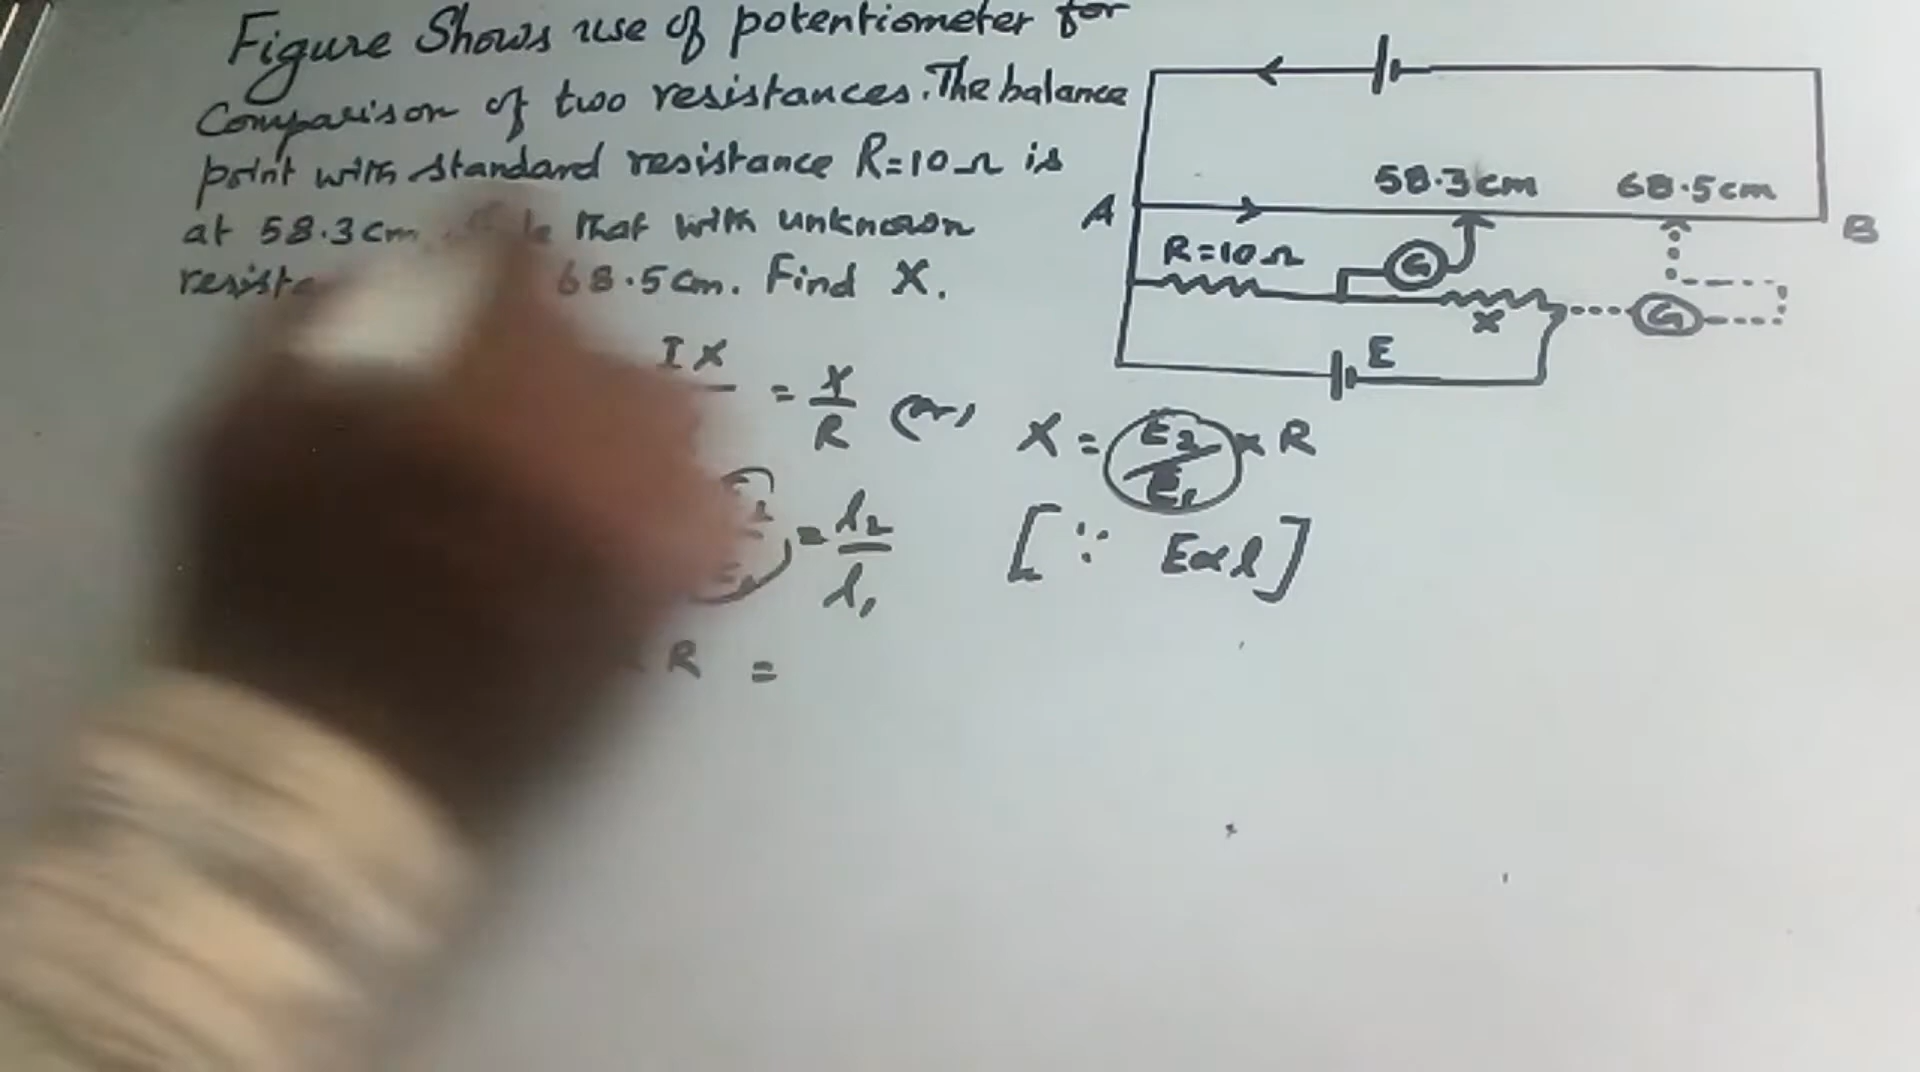 Figure Shows use of potentiometer for
Comparison of two resistances. The balance
point with standard resistance R=10Ω is
at 58.3cm that with unknown
68.5cm. Find X.
58.3cm 68.5cm
A B
R=10Ω G
X G
E
IX = X/R (or) X = E2/E1 × R
= l2/l1 [∵ E∝l]
R =